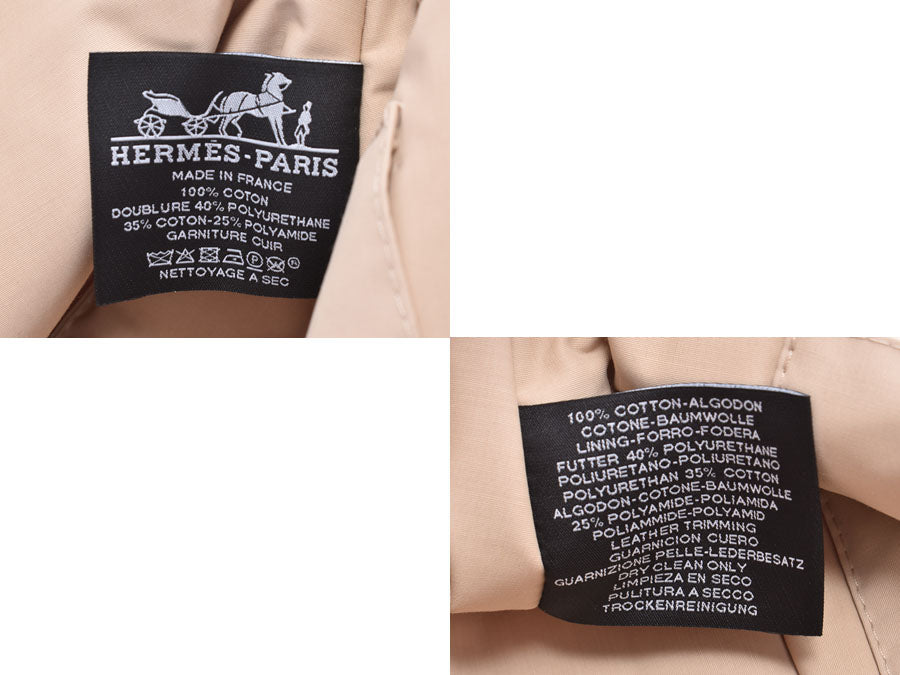 HERMÈS-PARIS
MADE IN FRANCE
100% COTON
DOUBLURE 40% POLYURETHANE
35% COTON-25% POLYAMIDE
GARNITURE CUIR
P
NETTOYAGE A SEC
100% COTTON-ALGODON
COTONE-BAUMWOLLE
LINING-FORRO-FODERA
FUTTER 40% POLYURETHANE
POLIURETANO-POLIURETANO
POLYURETHAN 35% COTTON
ALGODON-COTONE-BAUMWOLLE
25% POLYAMIDE-POLIAMIDA
POLIAMMIDE-POLYAMID
LEATHER TRIMMING
GUARNICION CUERO
GUARNIZIONE PELLE-LEDERBESATZ
DRY CLEAN ONLY
LIMPIEZA EN SECO
PULITURA A SECCO
TROCKENREINIGUNG